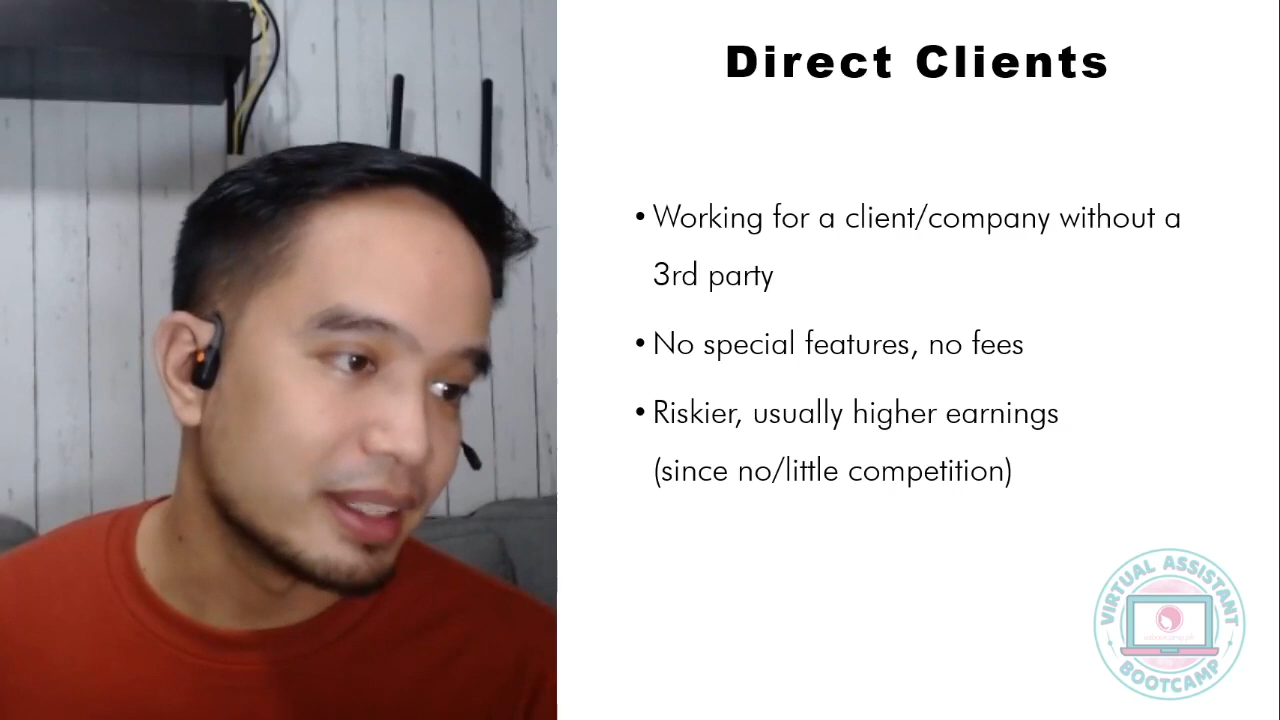 Direct Clients
• Working for a client/company without a
3rd party
• No special features, no fees
• Riskier, usually higher earnings
(since no/little competition)
VIRTUAL ASSISTANT
BOOTCAMP